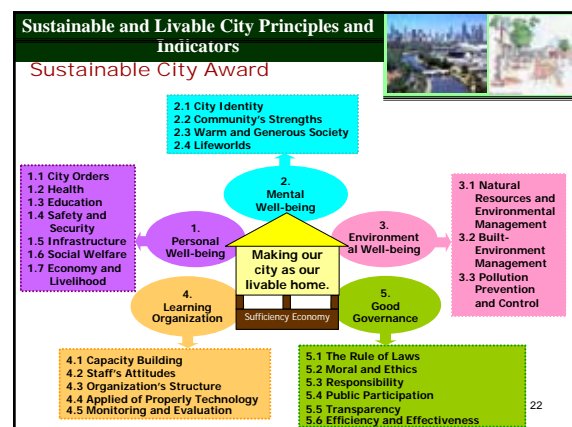 Sustainable and Livable City Principles and
Indicators
Sustainable City Award
2.1 City Identity
2.2 Community's Strengths
2.3 Warm and Generous Society
2.4 Lifeworlds
1.1 City Orders
1.2 Health
1.3 Education
1.4 Safety and
Security
1.5 Infrastructure
1.6 Social Welfare
1.7 Economy and
Livelihood
2.
Mental
Well-being
1.
Personal
Well-being
3.
Environment
al Well-being
3.1 Natural
Resources and
Environmental
Management
3.2 Built-
Environment
Management
3.3 Pollution
Prevention
and Control
Making our
city as our
livable home.
Sufficiency Economy
4.
Learning
Organization
5.
Good
Governance
4.1 Capacity Building
4.2 Staff's Attitudes
4.3 Organization's Structure
4.4 Applied of Properly Technology
4.5 Monitoring and Evaluation
5.1 The Rule of Laws
5.2 Moral and Ethics
5.3 Responsibility
5.4 Public Participation
5.5 Transparency
5.6 Efficiency and Effectiveness
22